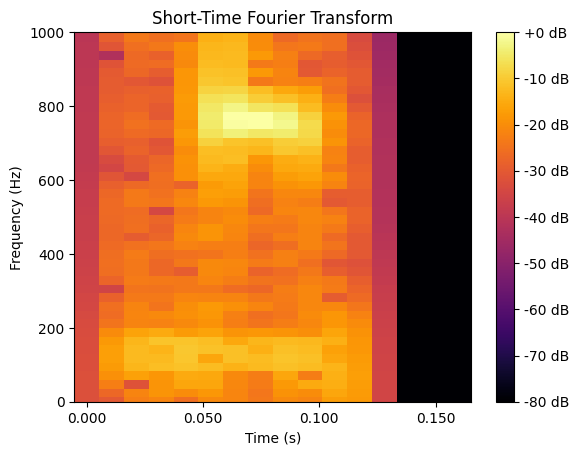 Short-Time Fourier Transform
1000
800
600
400
200
0
Frequency (Hz)
0.000
0.050
0.100
0.150
Time (s)
+0 dB
-10 dB
-20 dB
-30 dB
-40 dB
-50 dB
-60 dB
-70 dB
-80 dB